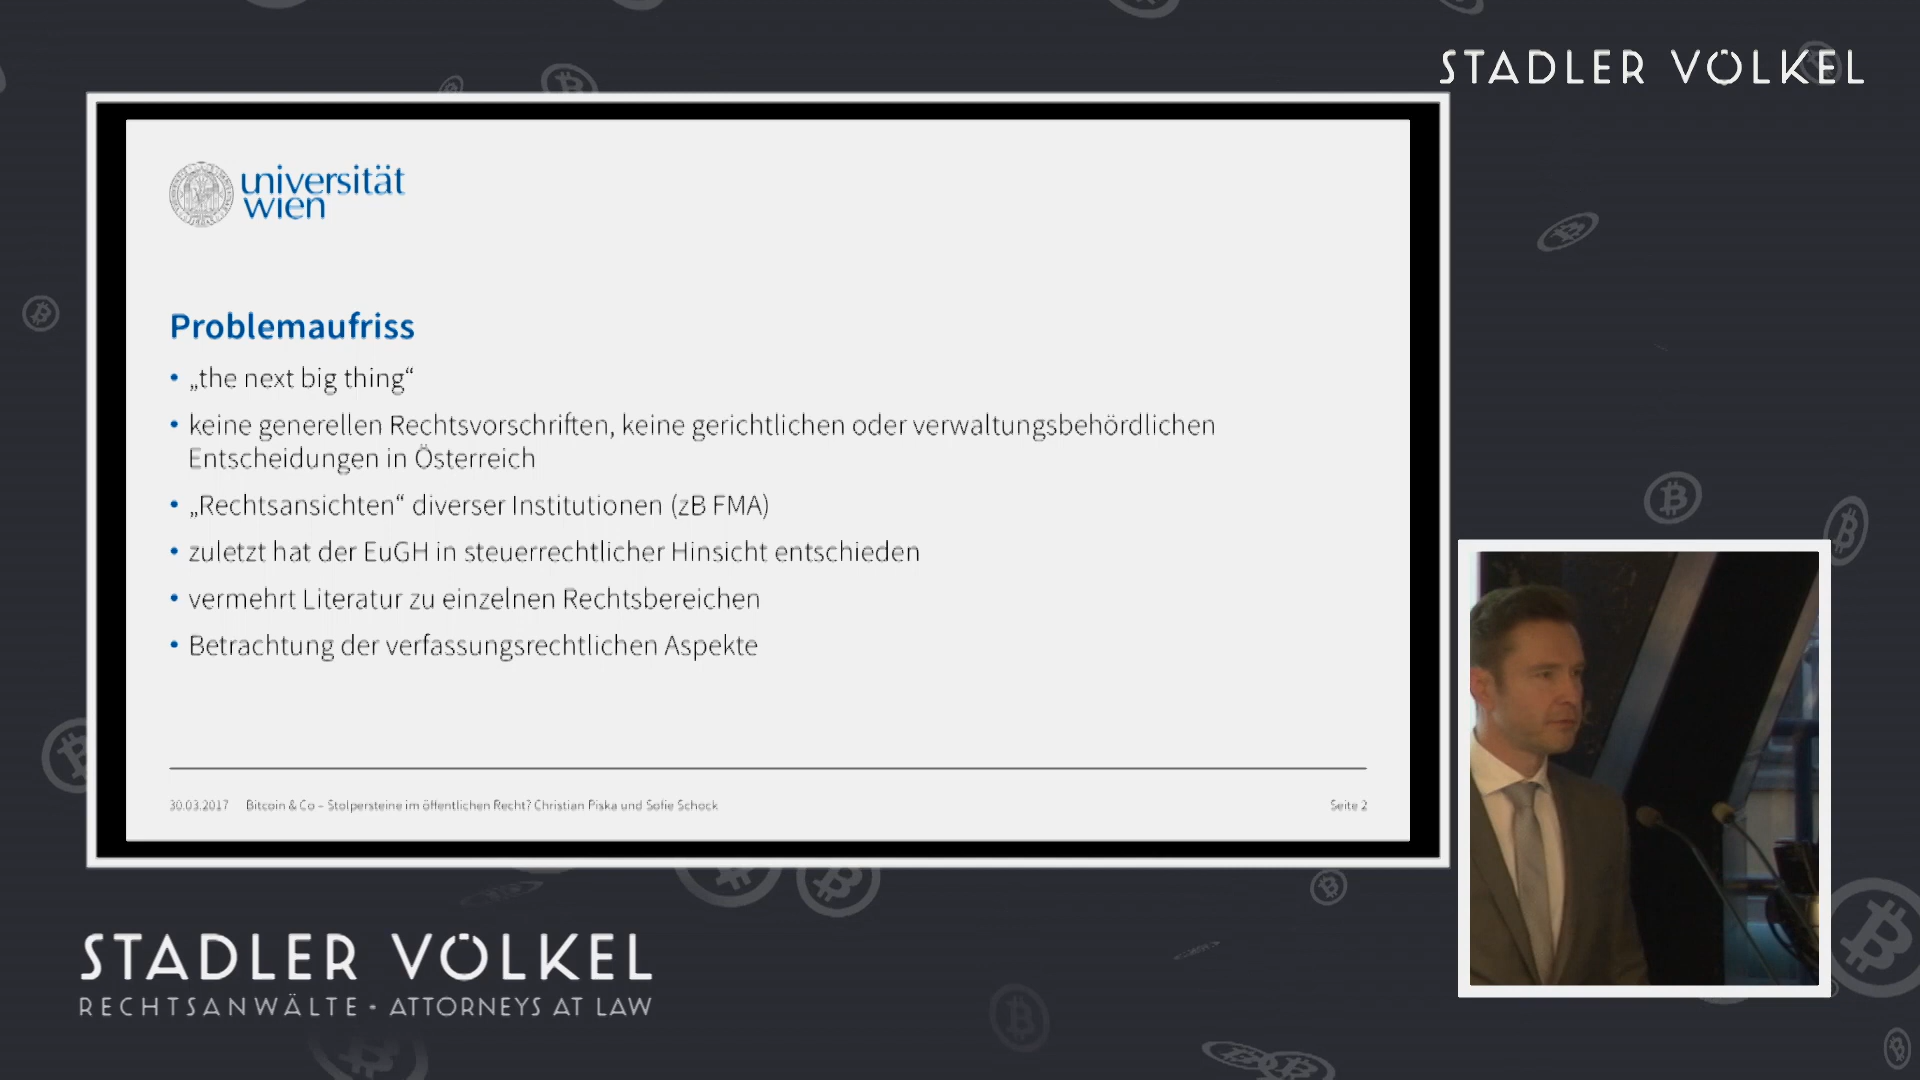 STADLER VÖLKEL
universität
wien
Problemaufriss
• „the next big thing“
• keine generellen Rechtsvorschriften, keine gerichtlichen oder verwaltungsbehördlichen
Entscheidungen in Österreich
• „Rechtsansichten“ diverser Institutionen (zB FMA)
• zuletzt hat der EuGH in steuerrechtlicher Hinsicht entschieden
• vermehrt Literatur zu einzelnen Rechtsbereichen
• Betrachtung der verfassungsrechtlichen Aspekte
30.03.2017 Bitcoin & Co – Stolpersteine im öffentlichen Recht? Christian Piska und Sofie Schock Seite 2
STADLER VÖLKEL
RECHTSANWÄLTE • ATTORNEYS AT LAW